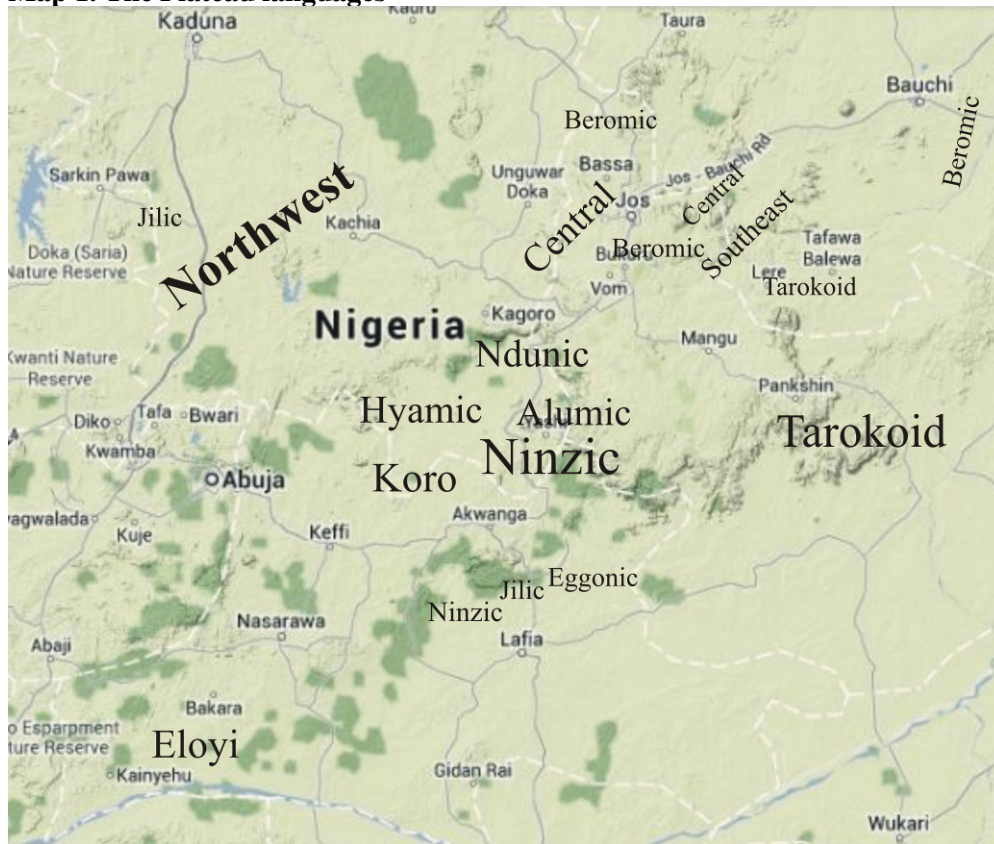 Map 1. The Plateau languages
Kauru
Kaduna
Taura
Bauchi
Beromic
Beromic
Bassa
Jos - Bauchi Rd
Unguwar
Doka
Sarkin Pawa
Jilic
Northwest
Kachia
Central
Jos
Central
Southeast
Doka (Saria)
Nature Reserve
Bukuru
Beromic
Tafawa
Balewa
Lere
Tarokoid
Vom
Kagoro
Nigeria
Ndunic
Mangu
Kwanti Nature
Reserve
Pankshin
Hyamic
Alumic
Tarokoid
Diko
Tafa
Bwari
Kwamba
Ninzic
Koro
Abuja
Akwanga
Kuje
Keffi
Jilic
Eggonic
Ninzic
Nasarawa
Lafia
Abaji
Bakara
Eloyi
o Esparpment
ture Reserve
Kainyehu
Gidan Rai
Wukari